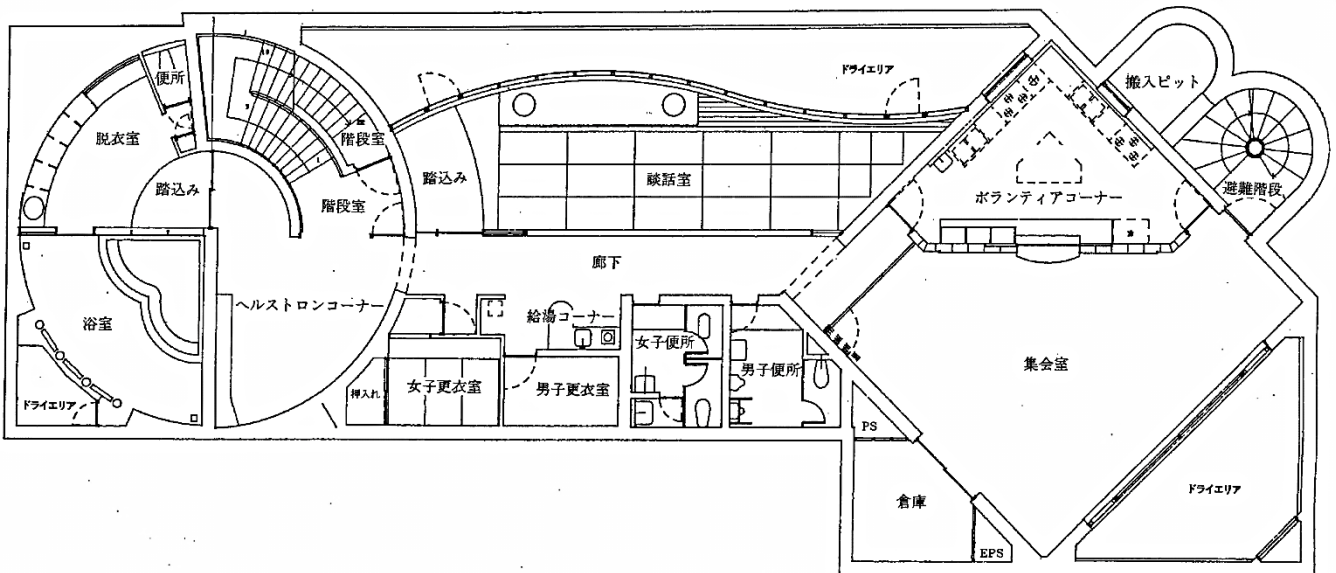 便所
脱衣室
踏込み
階段室
階段室
踏込み
ドライエリア
談話室
搬入ピット
避難階段
ボランティアコーナー
廊下
ヘルストロンコーナー
浴室
ドライエリア
給湯コーナー
女子便所
男子便所
押入れ
女子更衣室
男子更衣室
集会室
PS
倉庫
EPS
ドライエリア